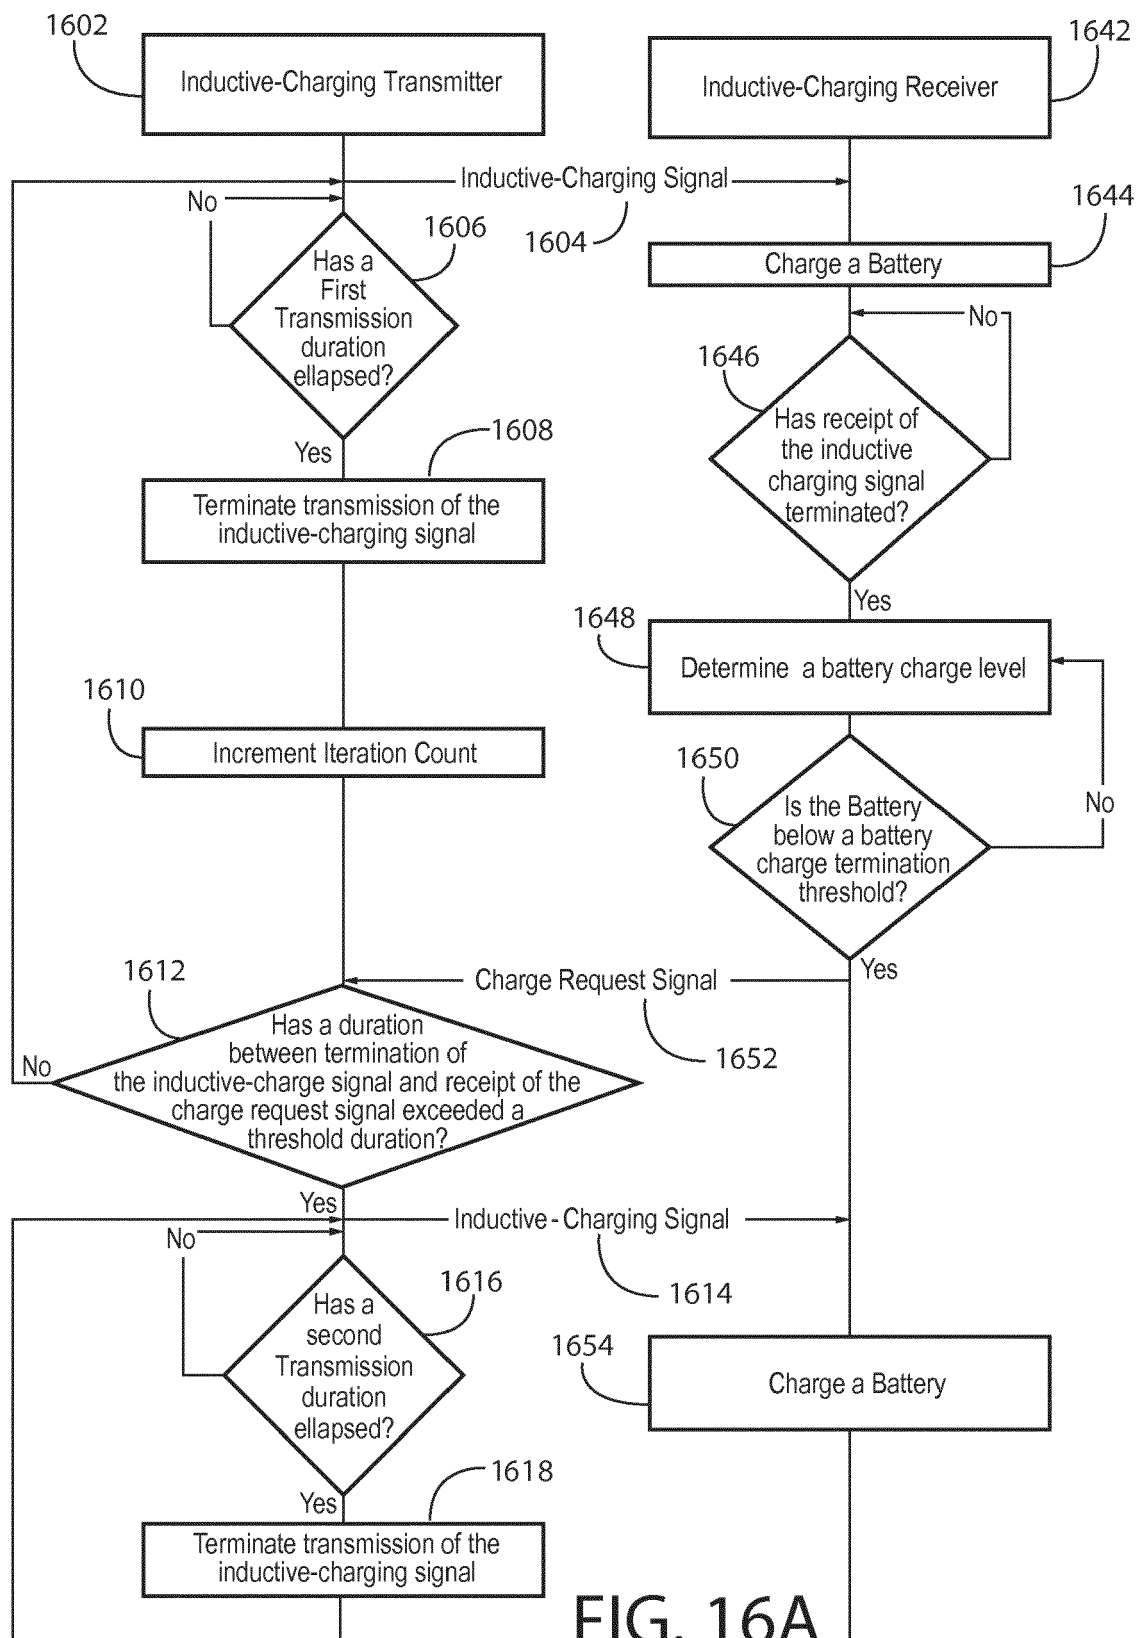 1602
Inductive-Charging Transmitter
1642
Inductive-Charging Receiver
Inductive-Charging Signal
1604
No
1606
Has a
First
Transmission
duration
ellapsed?
Yes
1644
Charge a Battery
No
1646
Has receipt of
the inductive
charging signal
terminated?
Yes
1608
Terminate transmission of the
inductive-charging signal
1648
Determine a battery charge level
1610
Increment Iteration Count
1650
Is the Battery
below a battery
charge termination
threshold?
No
Yes
Charge Request Signal
1652
1612
Has a duration
between termination of
the inductive-charge signal and receipt of the
charge request signal exceeded a
threshold duration?
No
Yes
Inductive - Charging Signal
1614
No
1616
Has a
second
Transmission
duration
ellapsed?
Yes
1654
Charge a Battery
1618
Terminate transmission of the
inductive-charging signal
FIG. 16A